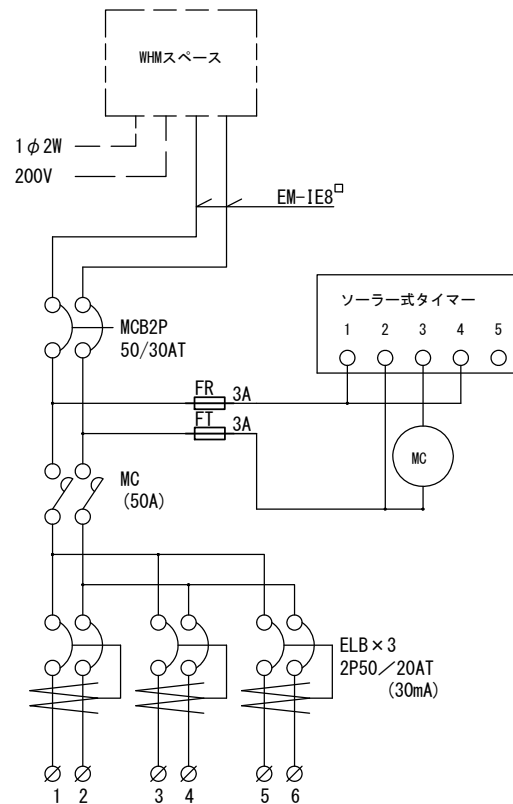 WHMスペース
1φ2W
200V
EM-IE8□
ソーラー式タイマー
1 2 3 4 5
MCB2P
50/30AT
FR 3A
FT 3A
MC
MC
(50A)
ELB×3
2P50／20AT
(30mA)
1 2 3 4 5 6